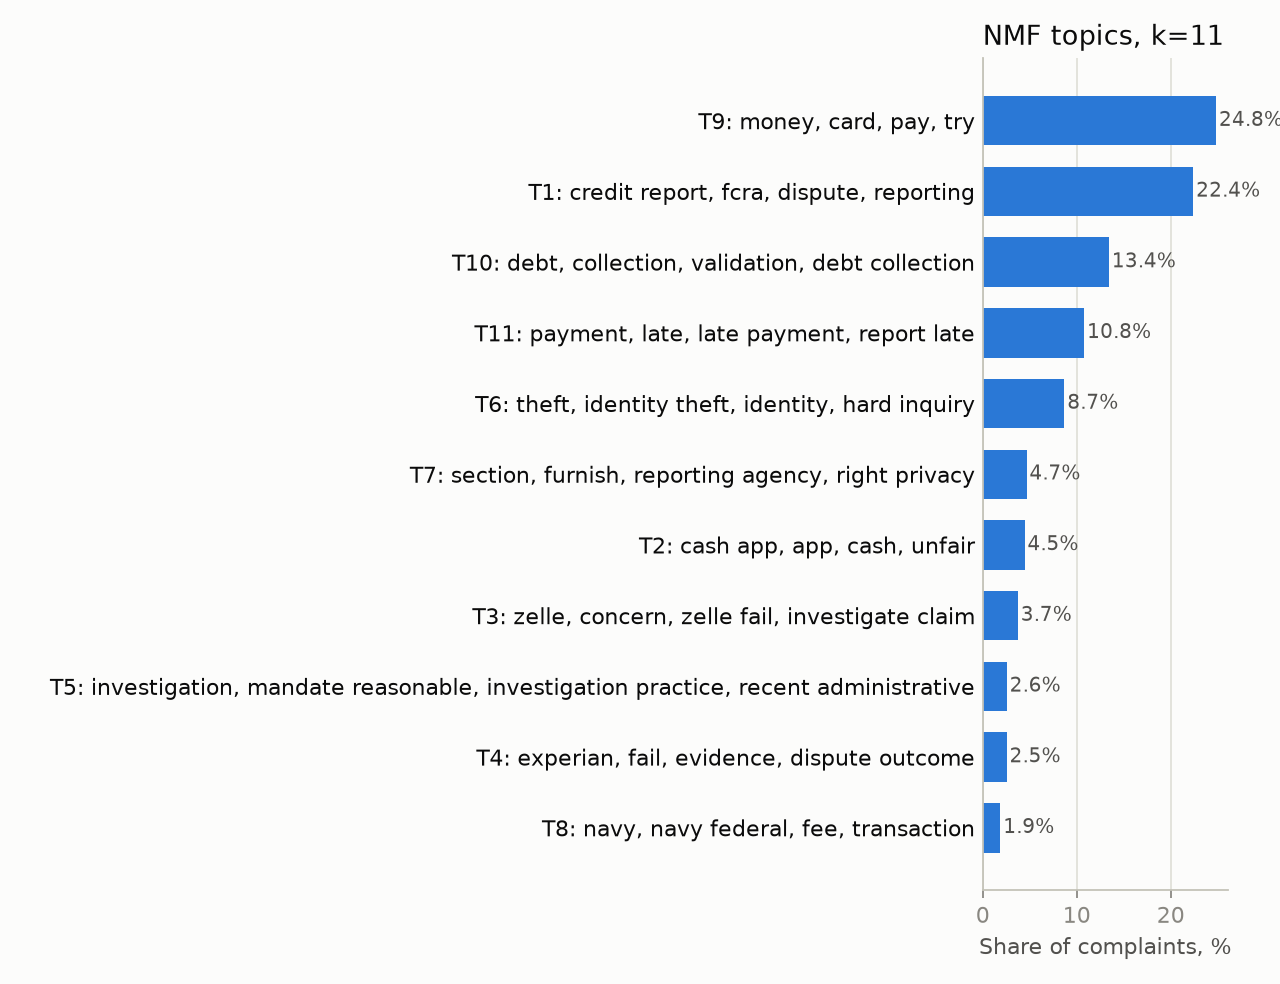 NMF topics, k=11
T9: money, card, pay, try 24.8%
T1: credit report, fcra, dispute, reporting 22.4%
T10: debt, collection, validation, debt collection 13.4%
T11: payment, late, late payment, report late 10.8%
T6: theft, identity theft, identity, hard inquiry 8.7%
T7: section, furnish, reporting agency, right privacy 4.7%
T2: cash app, app, cash, unfair 4.5%
T3: zelle, concern, zelle fail, investigate claim 3.7%
T5: investigation, mandate reasonable, investigation practice, recent administrative 2.6%
T4: experian, fail, evidence, dispute outcome 2.5%
T8: navy, navy federal, fee, transaction 1.9%
0 10 20
Share of complaints, %